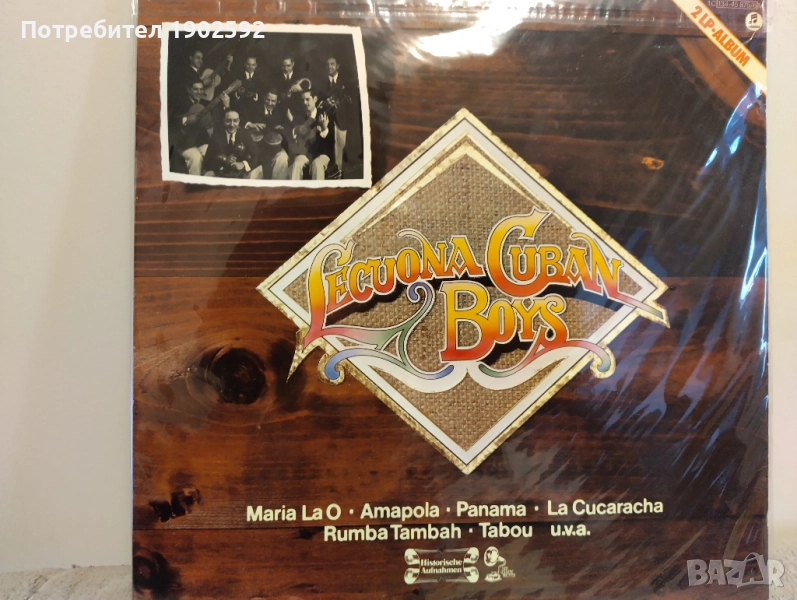 Потребител 1902592
2 LP-ALBUM
LECUONA CUBAN
BOYS
Maria La O · Amapola · Panama · La Cucaracha
Rumba Tambah · Tabou u.v.a.
Historische
Aufnahmen
BAZAR